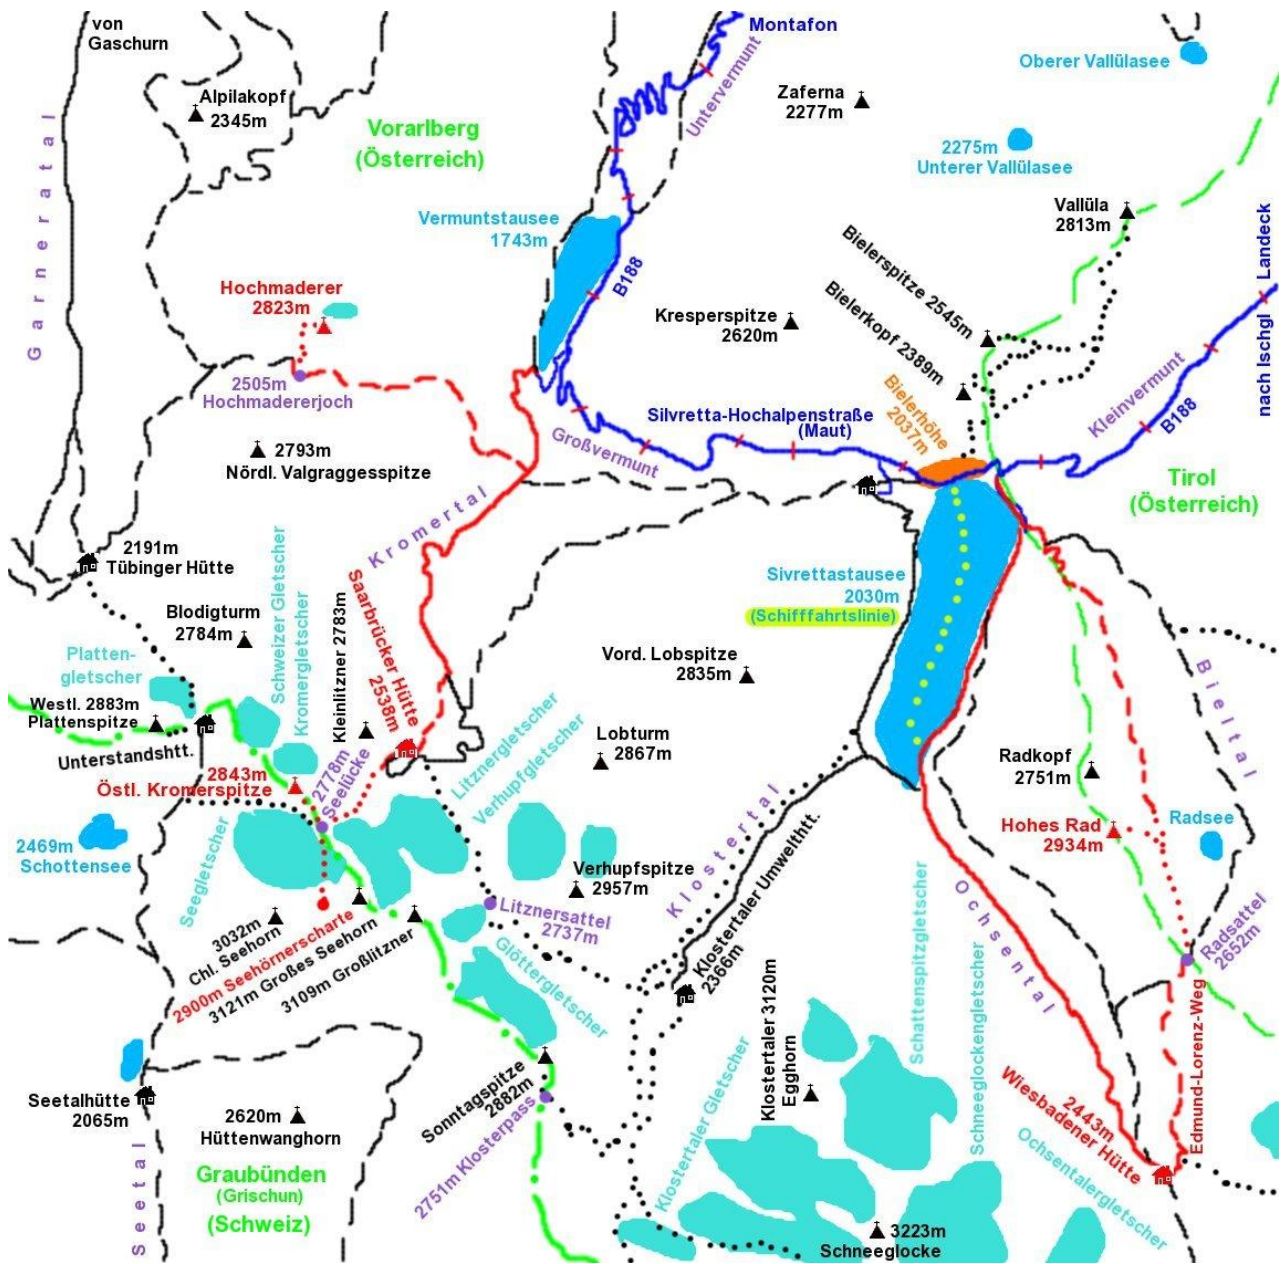 von
Gaschurn
Montafon
Untervermunt
Oberer Vallülasee
Alpilakopf
2345m
Zaferna
2277m
Vorarlberg
(Österreich)
2275m
Unterer Vallülasee
Garneratal
Vermuntstausee
1743m
Vallüla
2813m
B188
Bielerspitze 2545m
Bielerkopf 2389m
nach Ischgl Landeck
Hochmaderer
2823m
Kresperspitze
2620m
2505m
Hochmadererjoch
Bielerhöhe
2037m
Kleinvermunt
B188
Silvretta-Hochalpenstraße
(Maut)
Großvermunt
2793m
Nördl. Valgraggesspitze
Tirol
(Österreich)
Kromertal
2191m
Tübinger Hütte
Schweizer Gletscher
Kromergletscher
Kleinlitzner 2783m
Saarbrücker Hütte
2538m
Sivrettastausee
2030m
(Schifffahrtslinie)
Blodigturm
2784m
Platten-
gletscher
Vord. Lobspitze
2835m
Bieltal
Westl. 2883m
Plattenspitze
Unterstandshtt.
Litznergletscher
Verhupfgletscher
Lobturm
2867m
Radkopf
2751m
2843m
Östl. Kromerspitze
2778m
Seelücke
Klostertal
Klostertaler Umwelthtt.
2366m
Hohes Rad
2934m
Radsee
2469m
Schottensee
Seegletscher
Verhupfspitze
2957m
Ochsental
Litznersattel
2737m
Radsattel
2652m
3032m
Chl. Seehorn
2900m Seehörnerscharte
3121m Großes Seehorn
3109m Großlitzner
Glöttergletscher
Schattenspitzgletscher
Schneeglockengletscher
Klostertaler 3120m
Egghorn
Edmund-Lorenz-Weg
Seetalhütte
2065m
2620m
Hüttenwanghorn
Sonntagspitze
2882m
2751m Klosterpass
Klostertaler Gletscher
2443m
Wiesbadener Hütte
Ochsentalergletscher
Graubünden
(Grischun)
(Schweiz)
Seetal
3223m
Schneeglocke